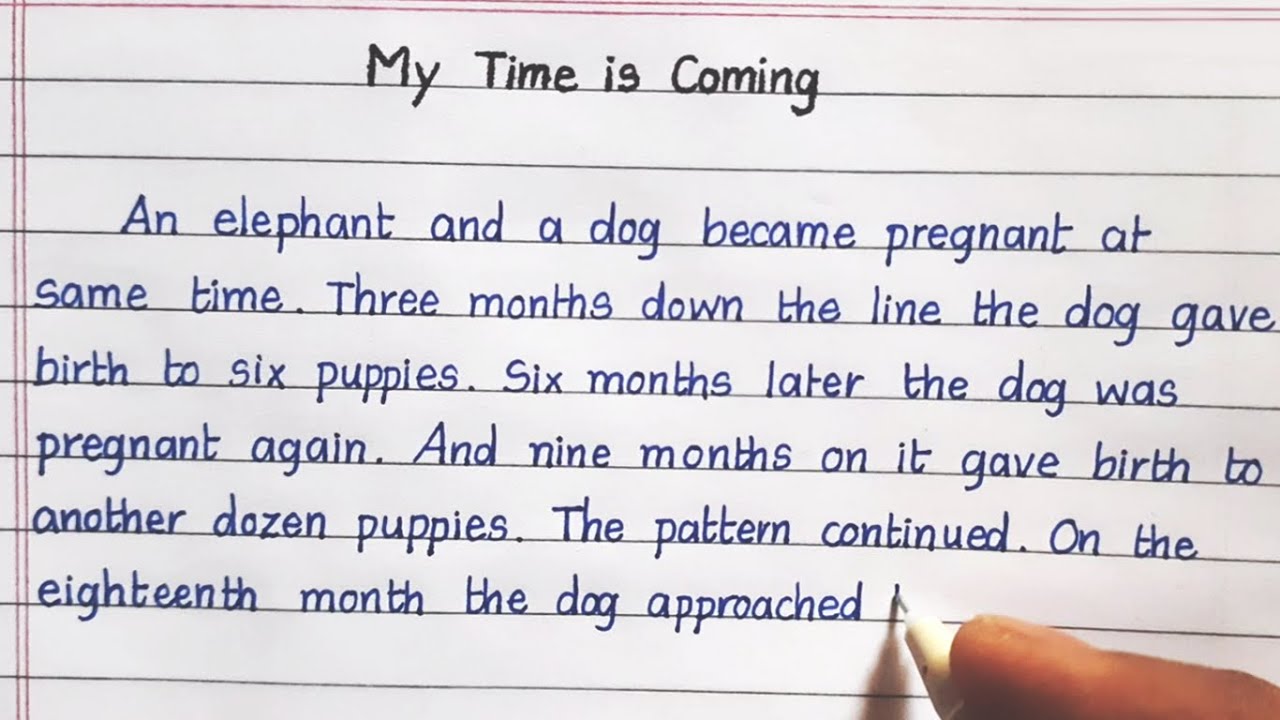 My Time is Coming
An elephant and a dog became pregnant at
same time. Three months down the line the dog gave
birth to six puppies. Six months later the dog was
pregnant again. And nine months on it gave birth to
another dozen puppies. The pattern continued. On the
eighteenth month the dog approached